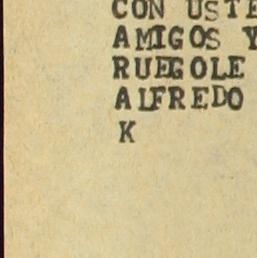 CON USTE
AMIGOS Y
RUEGOLE
ALFREDO
K